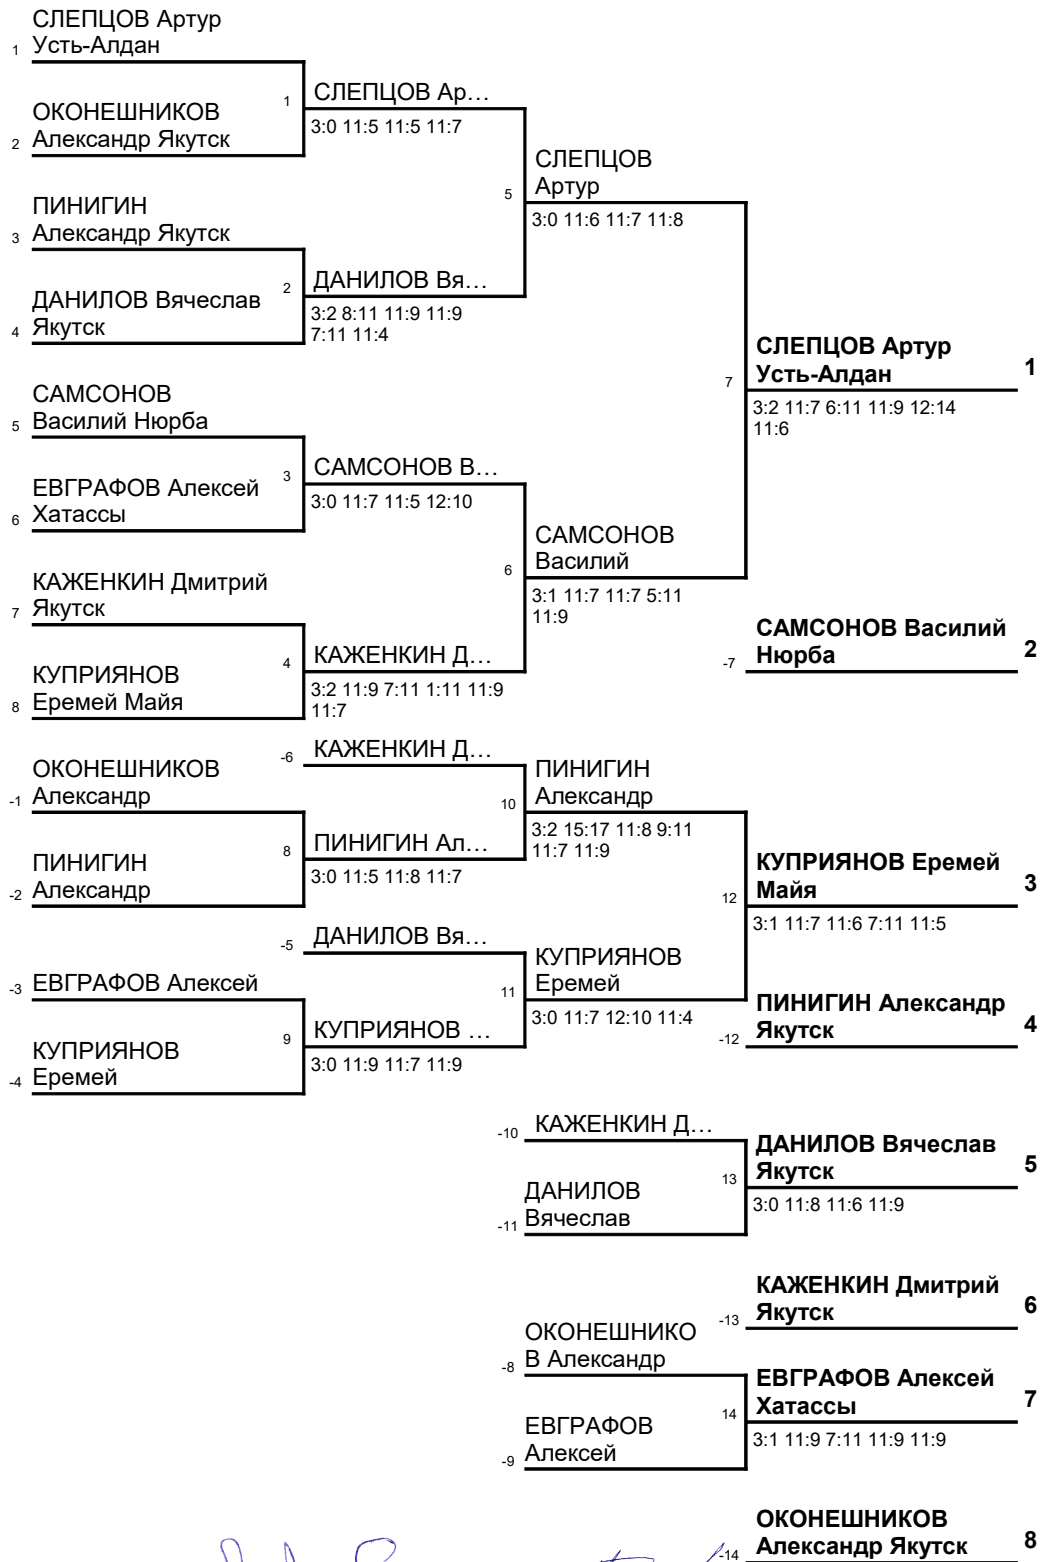 СЛЕПЦОВ Артур
1 Усть-Алдан
1 СЛЕПЦОВ Ар…
ОКОНЕШНИКОВ
2 Александр Якутск
3:0 11:5 11:5 11:7
СЛЕПЦОВ
5 Артур
3:0 11:6 11:7 11:8
ПИНИГИН
3 Александр Якутск
2 ДАНИЛОВ Вя…
ДАНИЛОВ Вячеслав
4 Якутск
3:2 8:11 11:9 11:9
7:11 11:4
СЛЕПЦОВ Артур
7 Усть-Алдан 1
3:2 11:7 6:11 11:9 12:14
11:6
САМСОНОВ
5 Василий Нюрба
3 САМСОНОВ В…
ЕВГРАФОВ Алексей
6 Хатассы
3:0 11:7 11:5 12:10
САМСОНОВ
6 Василий
3:1 11:7 11:7 5:11
11:9
КАЖЕНКИН Дмитрий
7 Якутск
4 КАЖЕНКИН Д…
КУПРИЯНОВ
8 Еремей Майя
3:2 11:9 7:11 1:11 11:9
11:7
САМСОНОВ Василий
-7 Нюрба 2
-6 КАЖЕНКИН Д…
ОКОНЕШНИКОВ
-1 Александр
ПИНИГИН
10 Александр
3:2 15:17 11:8 9:11
11:7 11:9
8 ПИНИГИН Ал…
ПИНИГИН
-2 Александр
3:0 11:5 11:8 11:7
КУПРИЯНОВ Еремей
12 Майя 3
3:1 11:7 11:6 7:11 11:5
-5 ДАНИЛОВ Вя…
-3 ЕВГРАФОВ Алексей
КУПРИЯНОВ
11 Еремей
3:0 11:7 12:10 11:4
9 КУПРИЯНОВ …
КУПРИЯНОВ
-4 Еремей
3:0 11:9 11:7 11:9
ПИНИГИН Александр
-12 Якутск 4
-10 КАЖЕНКИН Д…
ДАНИЛОВ Вячеслав
13 Якутск 5
ДАНИЛОВ
-11 Вячеслав
3:0 11:8 11:6 11:9
КАЖЕНКИН Дмитрий
-13 Якутск 6
ОКОНЕШНИКО
-8 В Александр
ЕВГРАФОВ Алексей
14 Хатассы 7
ЕВГРАФОВ
-9 Алексей
3:1 11:9 7:11 11:9 11:9
ОКОНЕШНИКОВ
-14 Александр Якутск 8